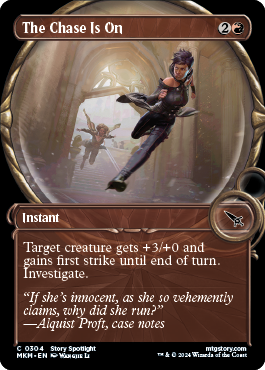 The Chase Is On
2
Instant
Target creature gets +3/+0 and
gains first strike until end of turn.
Investigate.
"If she's innocent, as she so vehemently
claims, why did she run?"
—Alquist Proft, case notes
C 0304 Story Spotlight mtgstory.com
MKM • EN Wangjie Li ™ & © 2024 Wizards of the Coast